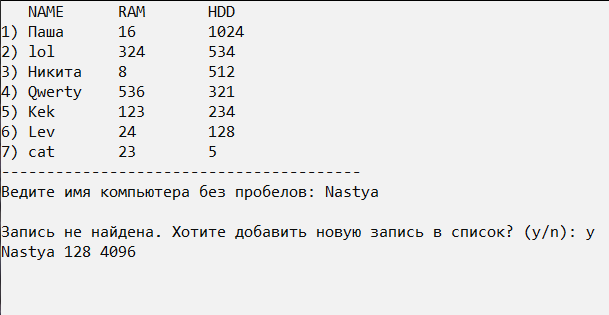 NAME RAM HDD
1) Паша 16 1024
2) lol 324 534
3) Никита 8 512
4) Qwerty 536 321
5) Kek 123 234
6) Lev 24 128
7) cat 23 5
----------------------------------------
Ведите имя компьютера без пробелов: Nastya
Запись не найдена. Хотите добавить новую запись в список? (y/n): y
Nastya 128 4096